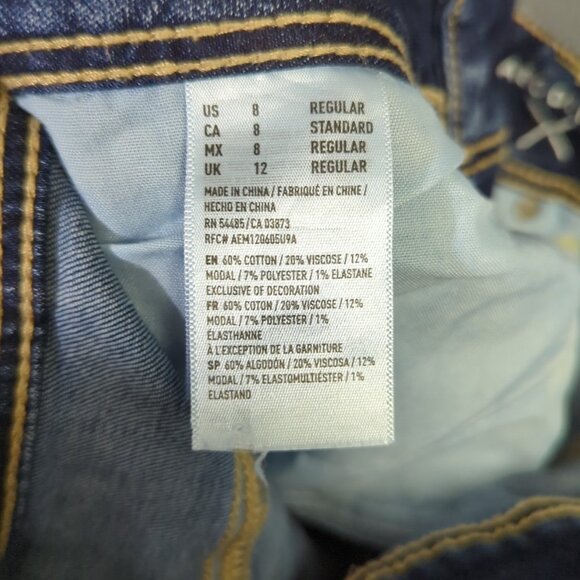 US 8 REGULAR
CA 8 STANDARD
MX 8 REGULAR
UK 12 REGULAR
MADE IN CHINA / FABRIQUÉ EN CHINE /
HECHO EN CHINA
RN 54485/CA 03873
RFC# AEM120605U9A
EN 60% COTTON / 20% VISCOSE / 12%
MODAL / 7% POLYESTER / 1% ELASTANE
EXCLUSIVE OF DECORATION
FR 60% COTON / 20% VISCOSE / 12%
MODAL / 7% POLYESTER / 1%
ÉLASTHANNE
À L'EXCEPTION DE LA GARNITURE
SP 60% ALGODÓN / 20% VISCOSA / 12%
MODAL / 7% ELASTOMULTIÉSTER / 1%
ELASTANO